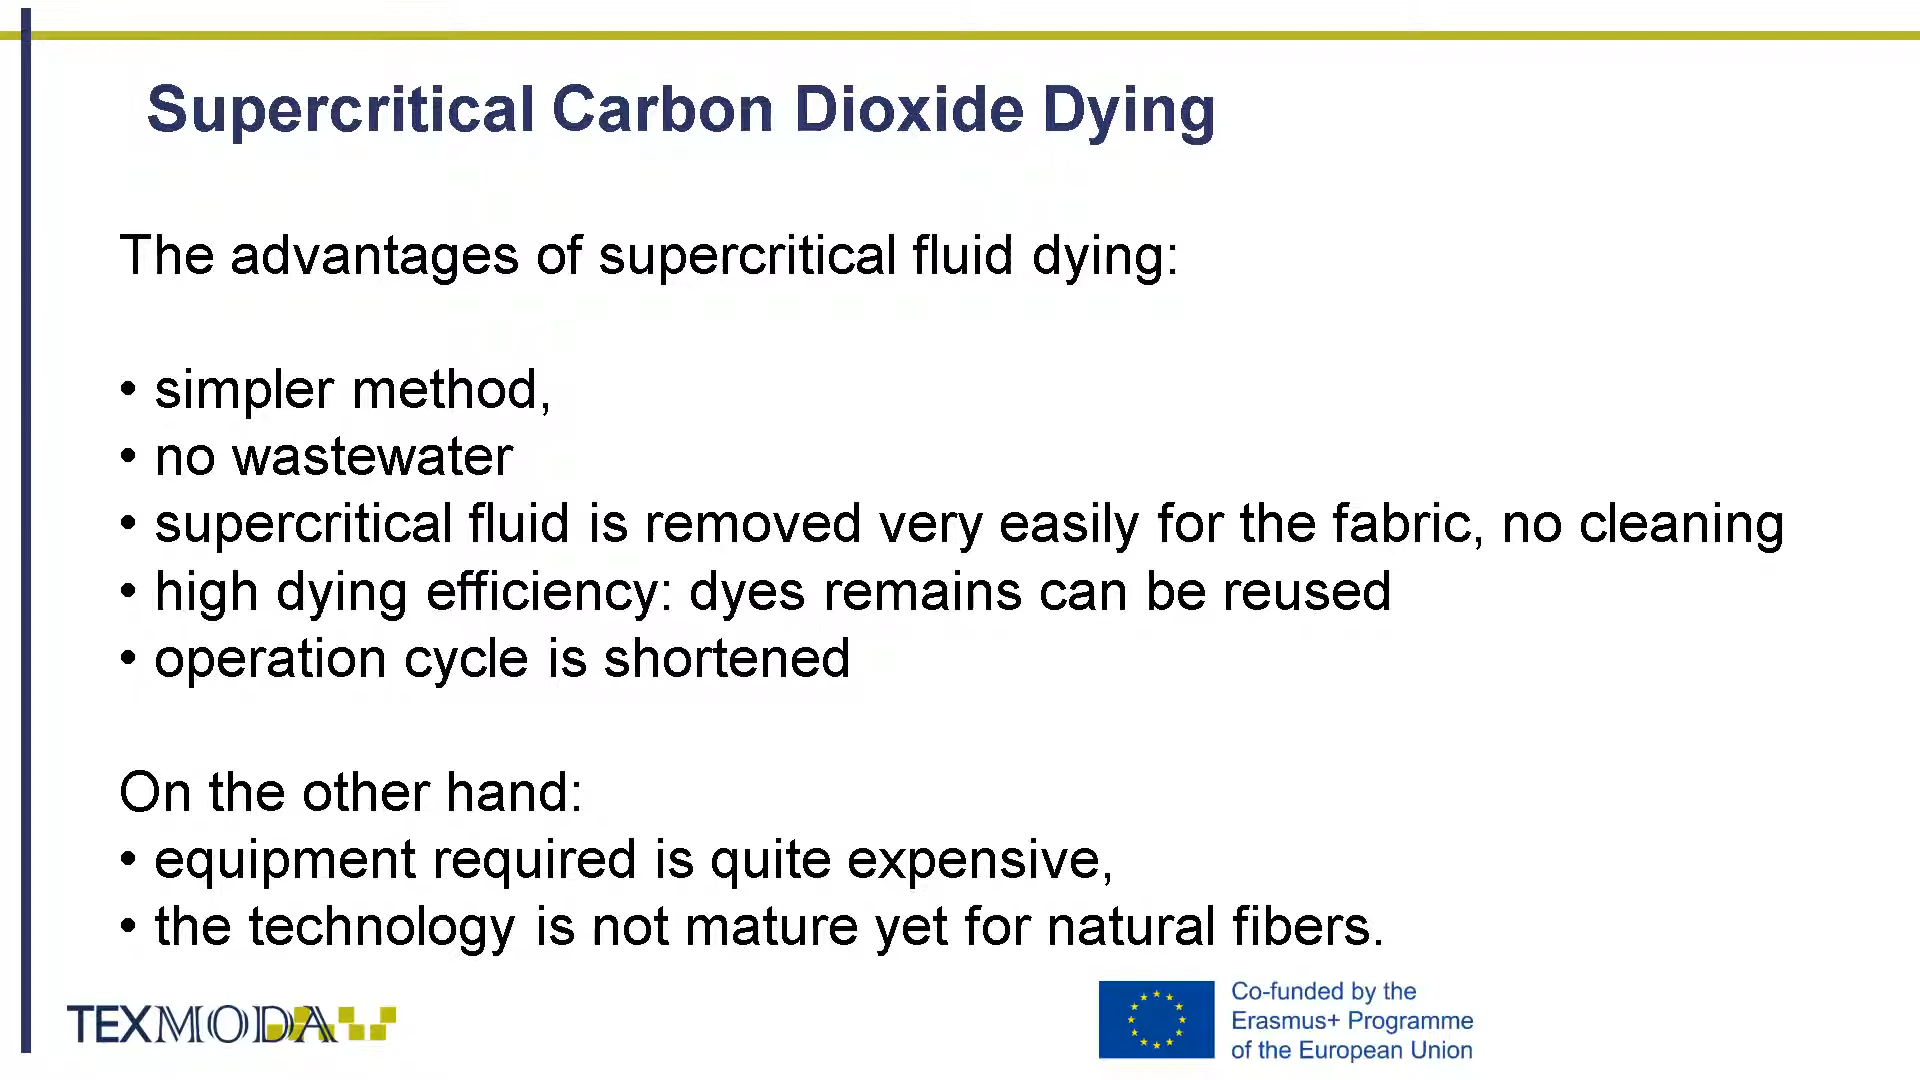 Supercritical Carbon Dioxide Dying
The advantages of supercritical fluid dying:
• simpler method,
• no wastewater
• supercritical fluid is removed very easily for the fabric, no cleaning
• high dying efficiency: dyes remains can be reused
• operation cycle is shortened
On the other hand:
• equipment required is quite expensive,
• the technology is not mature yet for natural fibers.
TEXMODA
Co-funded by the
Erasmus+ Programme
of the European Union